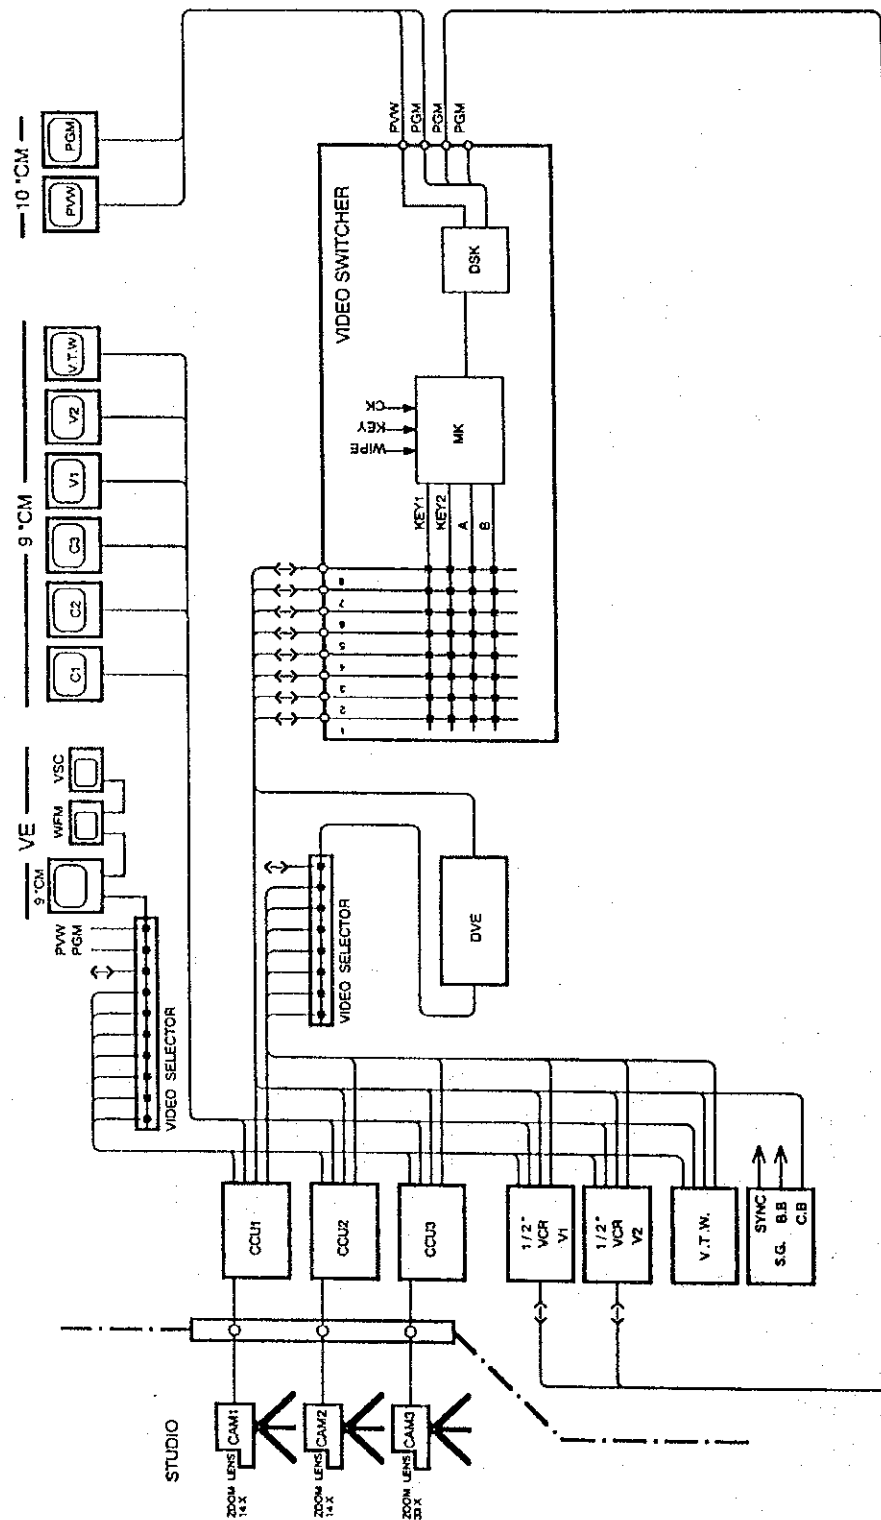 STUDIO
ZOOM LENS
14 X
CAM1
ZOOM LENS
14 X
CAM2
ZOOM LENS
33 X
CAM3
CCU1
CCU2
CCU3
1/2"
VCR
V1
1/2"
VCR
V2
V.T.W.
SYNC
S.G. B.B
C.B
VIDEO SELECTOR
PVW
PGM
VE
9 "CM
WFM
VSC
VIDEO SELECTOR
DVE
9 "CM
C1
C2
C3
V1
V2
V.T.W
10 "CM
PVW
PGM
VIDEO SWITCHER
1
2
3
4
5
6
7
8
KEY1
KEY2
A
B
WIPE
KEY
CK
MK
DSK
PVW
PGM
PGM
PGM